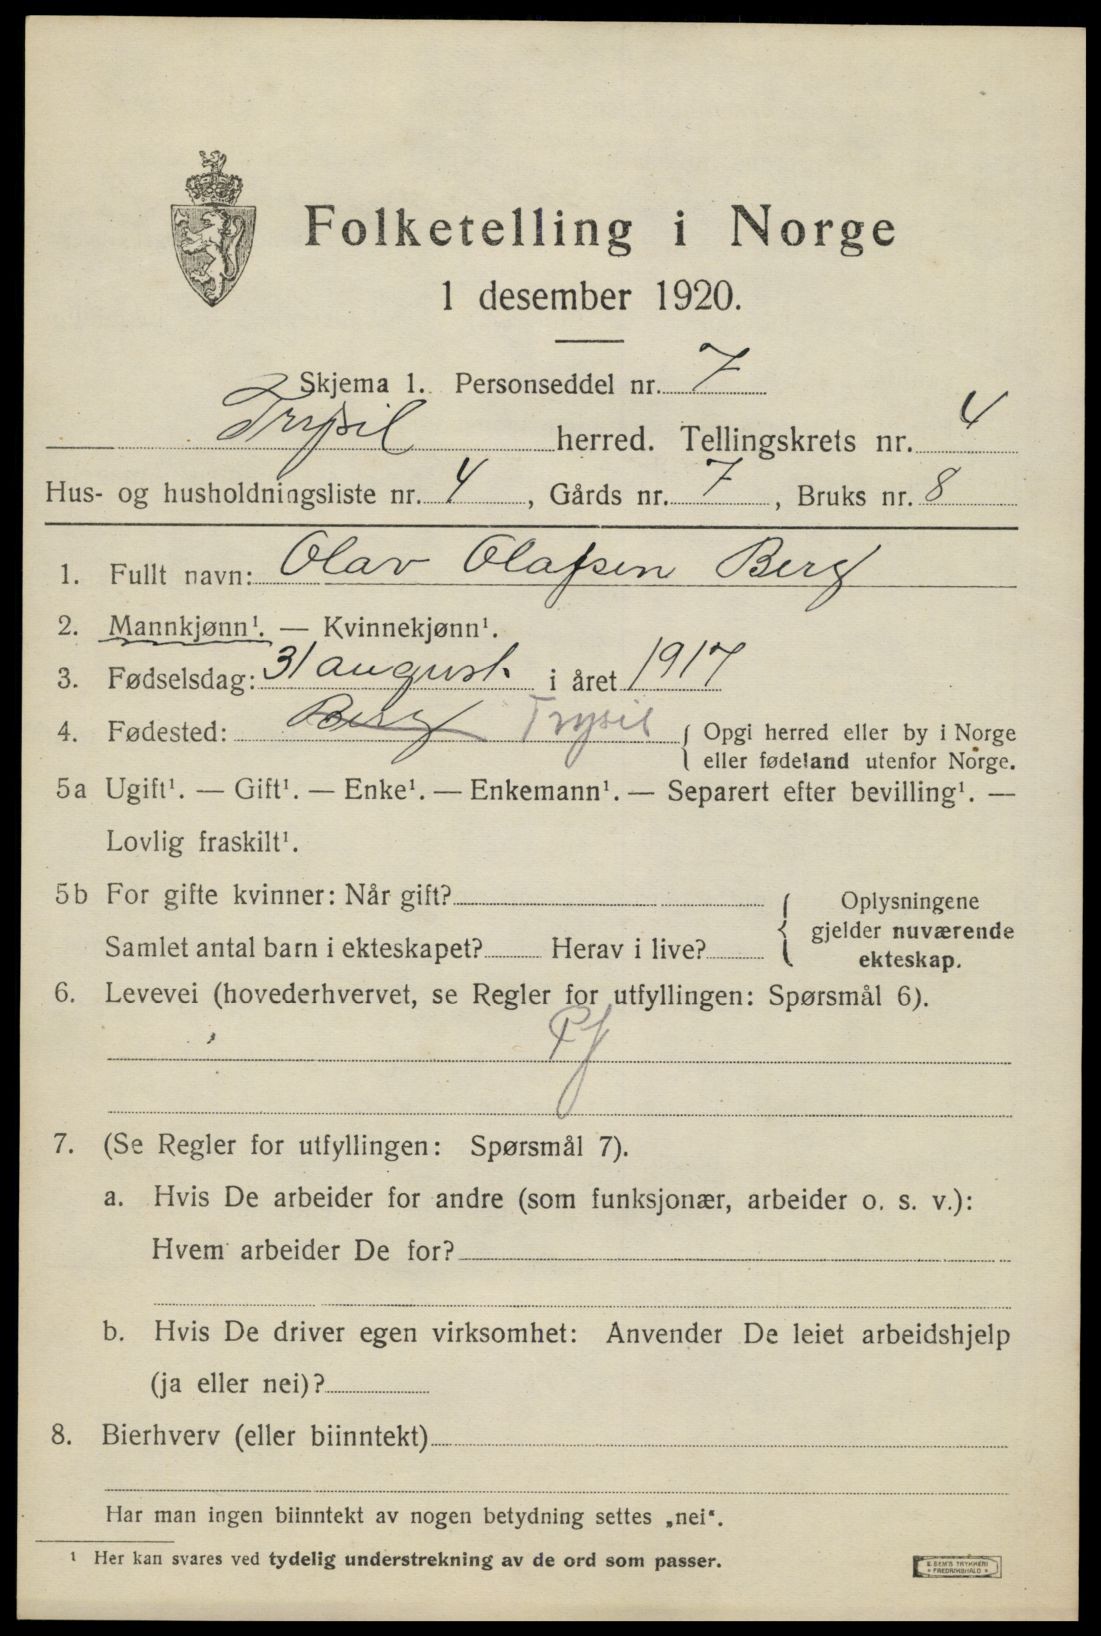 Folketelling i Norge
1 desember 1920.
Skjema 1. Personseddel nr. 7
Trysil herred. Tellingskrets nr. 4
Hus- og husholdningsliste nr. 4, Gårds nr. 7, Bruks nr. 8
1. Fullt navn: Olav Olafsen Berg
2. Mannkjønn¹. — Kvinnekjønn¹.
3. Fødselsdag: 31 august i året 1917
4. Fødested: Berg Trysil { Opgi herred eller by i Norge
eller fødeland utenfor Norge.
5a Ugift¹. — Gift¹. — Enke¹. — Enkemann¹. — Separert efter bevilling¹. —
Lovlig fraskilt¹.
5b For gifte kvinner: Når gift? { Oplysningene
gjelder nuværende
Samlet antal barn i ekteskapet? Herav i live? ekteskap.
6. Levevei (hovederhvervet, se Regler for utfyllingen: Spørsmål 6).
7. (Se Regler for utfyllingen: Spørsmål 7).
a. Hvis De arbeider for andre (som funksjonær, arbeider o. s. v.):
Hvem arbeider De for?
b. Hvis De driver egen virksomhet: Anvender De leiet arbeidshjelp
(ja eller nei)?
8. Bierhverv (eller biinntekt)
Har man ingen biinntekt av nogen betydning settes „nei".
¹ Her kan svares ved tydelig understrekning av de ord som passer.
E. SEM'S TRYKKERI
* FREDRIKSHALD *